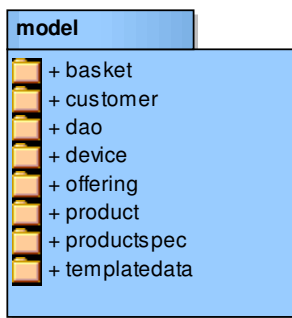 model
+ basket
+ customer
+ dao
+ device
+ offering
+ product
+ productspec
+ templatedata